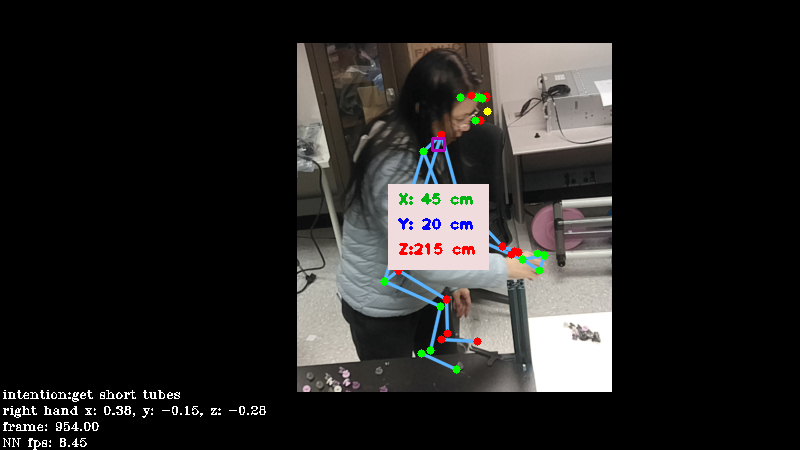 FANUC
X: 45 cm
Y: 20 cm
Z:215 cm
intention:get short tubes
right hand x: 0.38, y: -0.15, z: -0.28
frame: 954.00
NN fps: 8.45